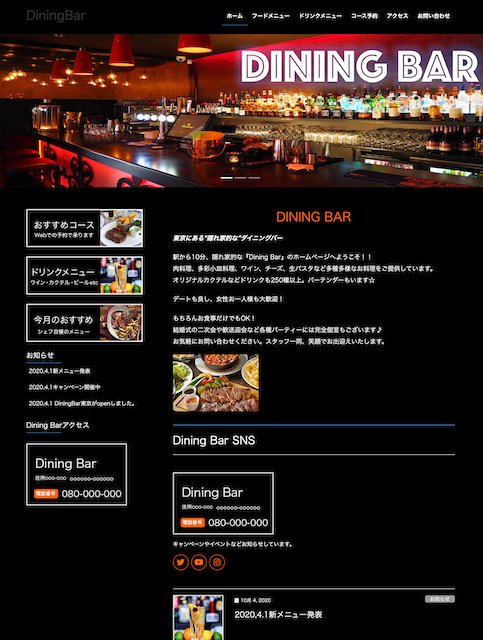 DiningBar
ホーム フードメニュー ドリンクメニュー コース予約 アクセス お問い合わせ
DINING BAR
おすすめコース
Webでの予約で承ります
ドリンクメニュー
ワイン・カクテル・ビールetc
今月のおすすめ
シェフ自慢のメニュー
お知らせ
2020,4.1新メニュー発表
2020,4.1キャンペーン開催中
2020,4.1 DiningBar東京がopenしました。
Dining Barアクセス
Dining Bar
住所ooo-ooo oooooo-oooooo
電話番号 080-000-000
DINING BAR
東京にある"隠れ家的な"ダイニングバー
駅から10分、隠れ家的な『Dining Bar』のホームページへようこそ！！
肉料理、多彩小皿料理、ワイン、チーズ、生パスタなど多種多様なお料理をご提供しています。
オリジナルカクテルなどドリンクも250種以上。バーテンダーもいます☆
デートも良し、女性お一人様も大歓迎！
もちろんお食事だけでもOK！
結婚式の二次会や歓送迎会など各種パーティーには完全個室もございます♪
お気軽にお問い合わせください。スタッフ一同、笑顔でお出迎えいたします。
Dining Bar SNS
Dining Bar
住所ooo-ooo oooooo-oooooo
電話番号 080-000-000
キャンペーンやイベントなどお知らせしています。
10月 4, 2020 お知らせ
2020,4.1新メニュー発表